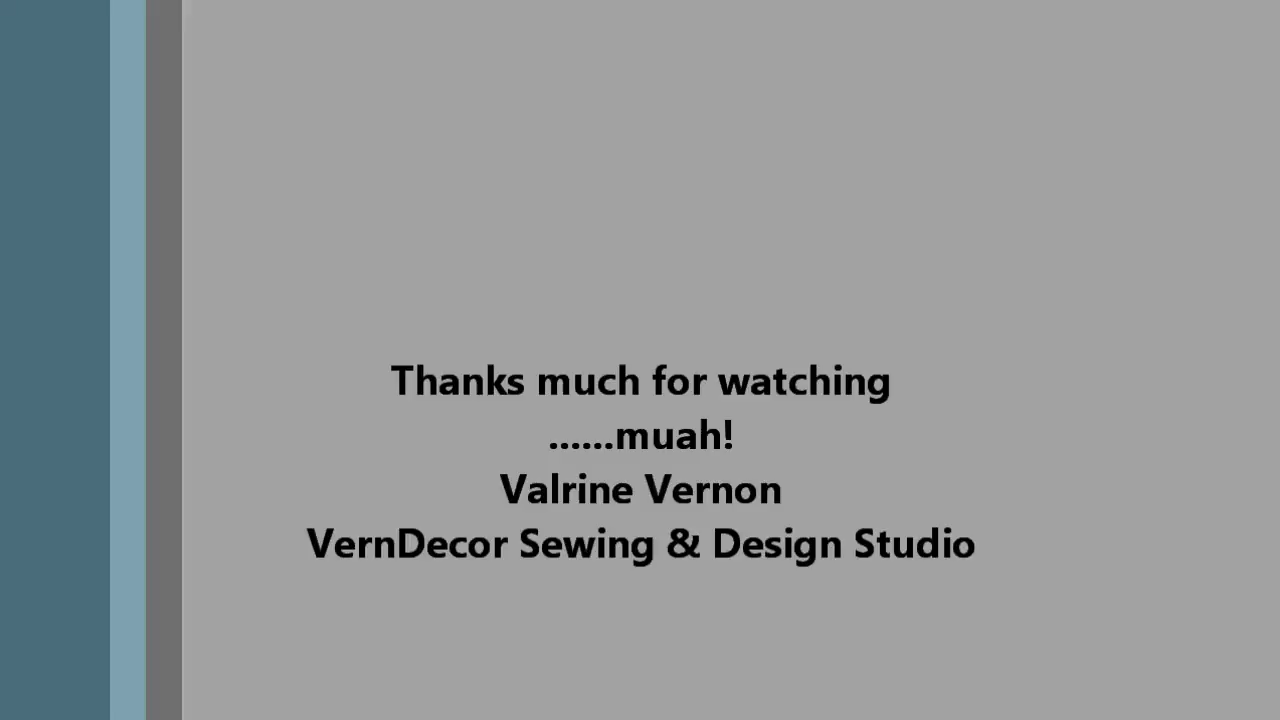 Thanks much for watching
......muah!
Valrine Vernon
VernDecor Sewing & Design Studio